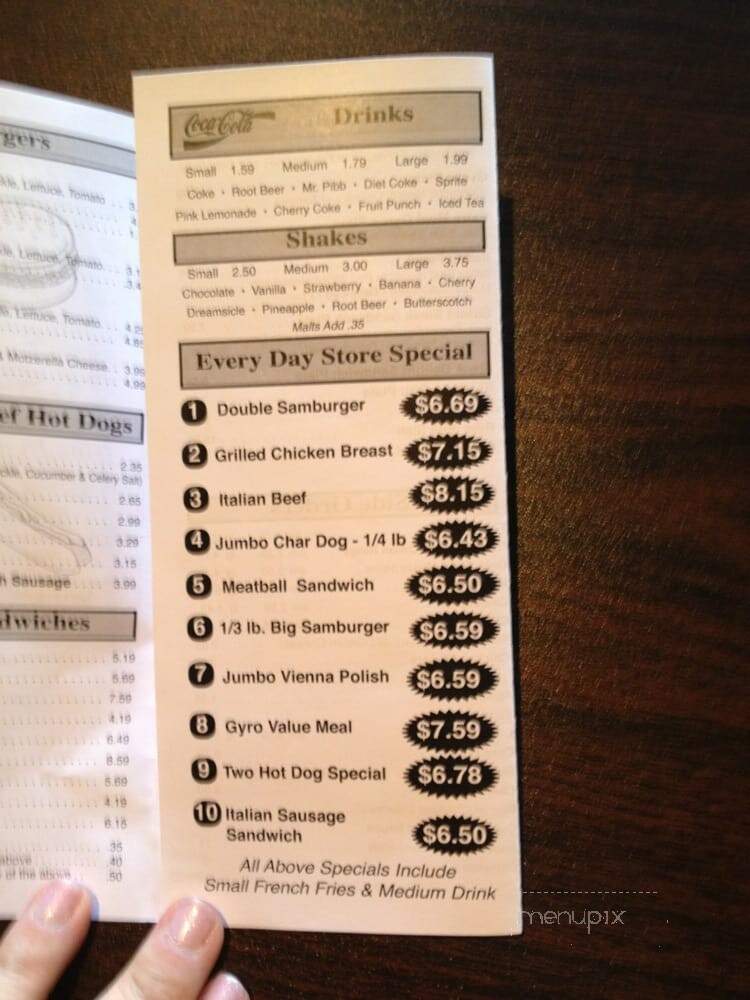 gers
Lettuce, Tomato
Lettuce, Tomato
Lettuce, Tomato
Mozzerella Cheese 3.99
4.99
ef Hot Dogs
2.35
Cucumber & Celery Salt)
2.65
2.99
3.29
3.15
Sausage 3.99
dwiches
5.19
5.69
7.59
4.19
6.49
8.59
5.69
4.19
6.15
.35
above .40
of the above .50
Coca-Cola Drinks
Small 1.59 Medium 1.79 Large 1.99
Coke • Root Beer • Mr. Pibb • Diet Coke • Sprite
Pink Lemonade • Cherry Coke • Fruit Punch • Iced Tea
Shakes
Small 2.50 Medium 3.00 Large 3.75
Chocolate • Vanilla • Strawberry • Banana • Cherry
Dreamsicle • Pineapple • Root Beer • Butterscotch
Malts Add .35
Every Day Store Special
1 Double Samburger $6.69
2 Grilled Chicken Breast $7.15
3 Italian Beef $8.15
4 Jumbo Char Dog - 1/4 lb $6.43
5 Meatball Sandwich $6.50
6 1/3 lb. Big Samburger $6.59
7 Jumbo Vienna Polish $6.59
8 Gyro Value Meal $7.59
9 Two Hot Dog Special $6.78
10 Italian Sausage
Sandwich $6.50
All Above Specials Include
Small French Fries & Medium Drink
menupix